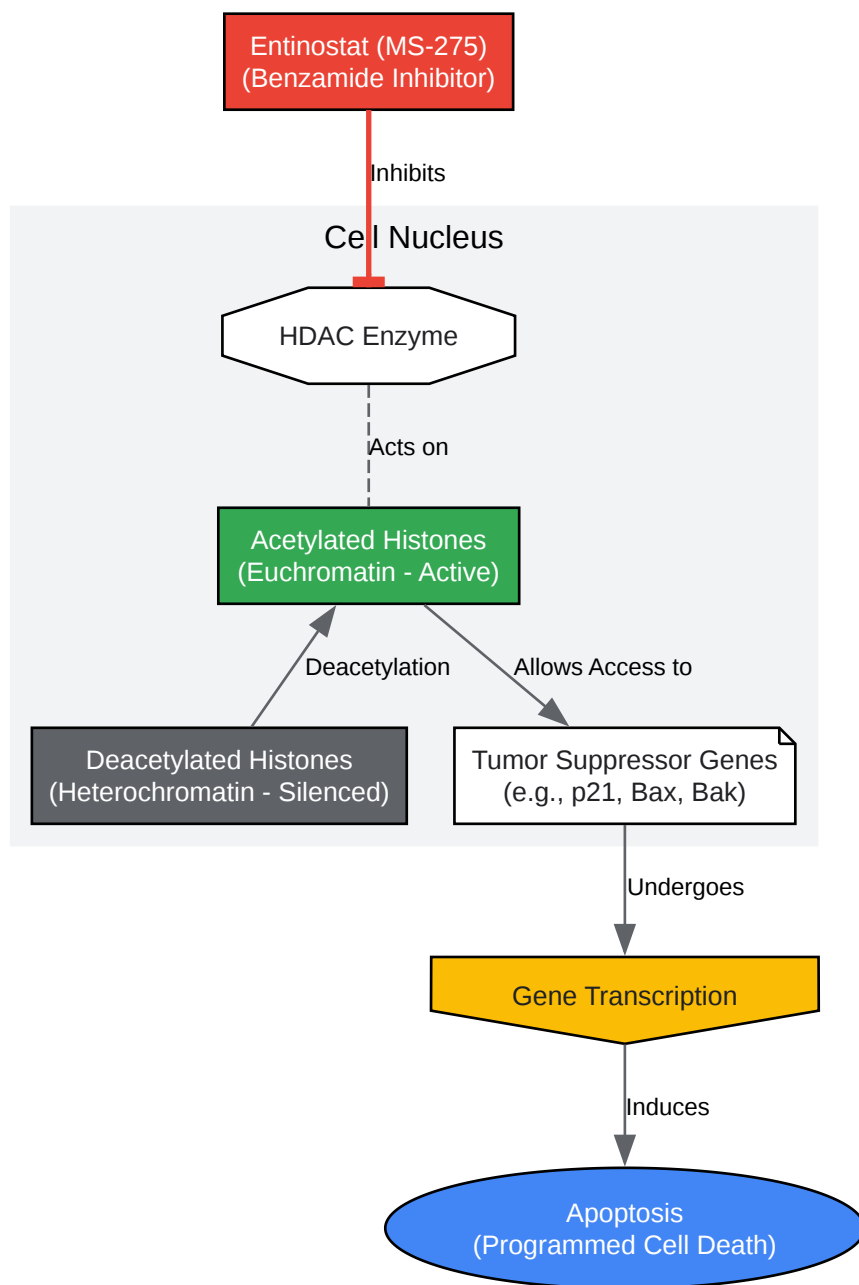 Entinostat (MS-275)
(Benzamide Inhibitor)
Inhibits
Cell Nucleus
HDAC Enzyme
Acts on
Acetylated Histones
(Euchromatin - Active)
Deacetylation
Allows Access to
Deacetylated Histones
(Heterochromatin - Silenced)
Tumor Suppressor Genes
(e.g., p21, Bax, Bak)
Undergoes
Gene Transcription
Induces
Apoptosis
(Programmed Cell Death)